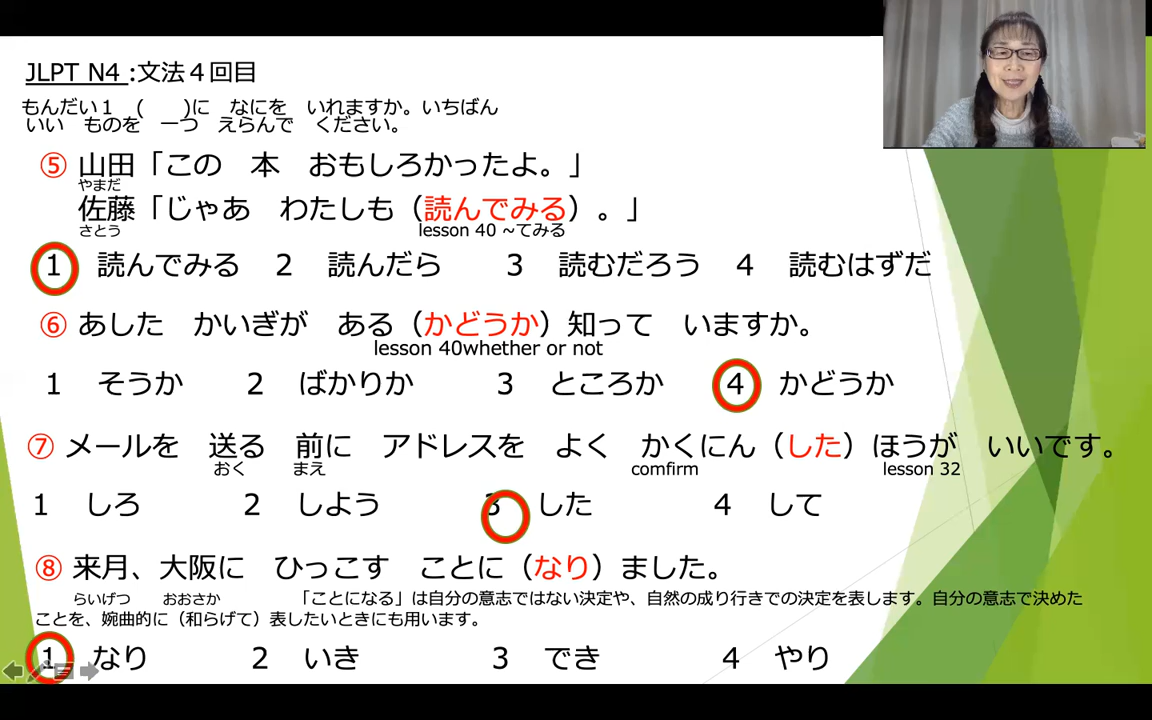 JLPT N4 :文法４回目
もんだい１ （　　）に　なにを　いれますか。いちばん
いい　ものを　一つ　えらんで　ください。
⑤ 山田「この　本　おもしろかったよ。」
やまだ
佐藤「じゃあ　わたしも（読んでみる）。」
さとう
lesson 40 ~てみる
1　読んでみる　2　読んだら　3　読むだろう　4　読むはずだ
⑥ あした　かいぎが　ある（かどうか）知って　いますか。
lesson 40whether or not
1　そうか　2　ばかりか　3　ところか　4　かどうか
⑦ メールを　送る　前に　アドレスを　よく　かくにん（した）ほうが　いいです。
おく　まえ　comfirm　lesson 32
1　しろ　2　しよう　3　した　4　して
⑧ 来月、大阪に　ひっこす　ことに（なり）ました。
らいげつ　おおさか　「ことになる」は自分の意志ではない決定や、自然の成り行きでの決定を表します。自分の意志で決めた
ことを、婉曲的に（和らげて）表したいときにも用います。
1　なり　2　いき　3　でき　4　やり